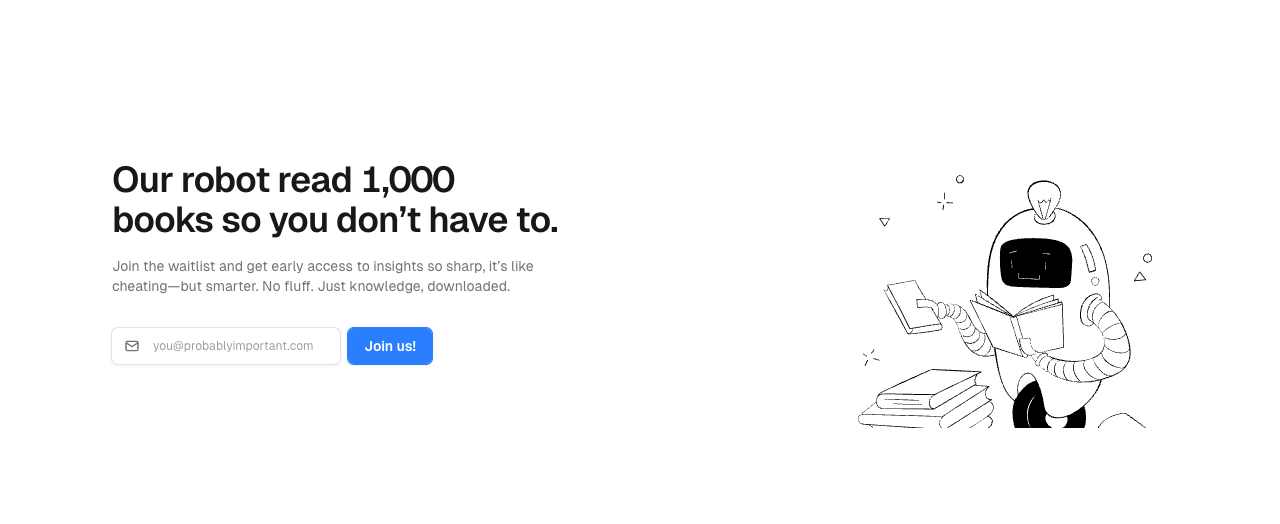 Our robot read 1,000
books so you don’t have to.
Join the waitlist and get early access to insights so sharp, it’s like
cheating—but smarter. No fluff. Just knowledge, downloaded.
you@probablyimportant.com
Join us!